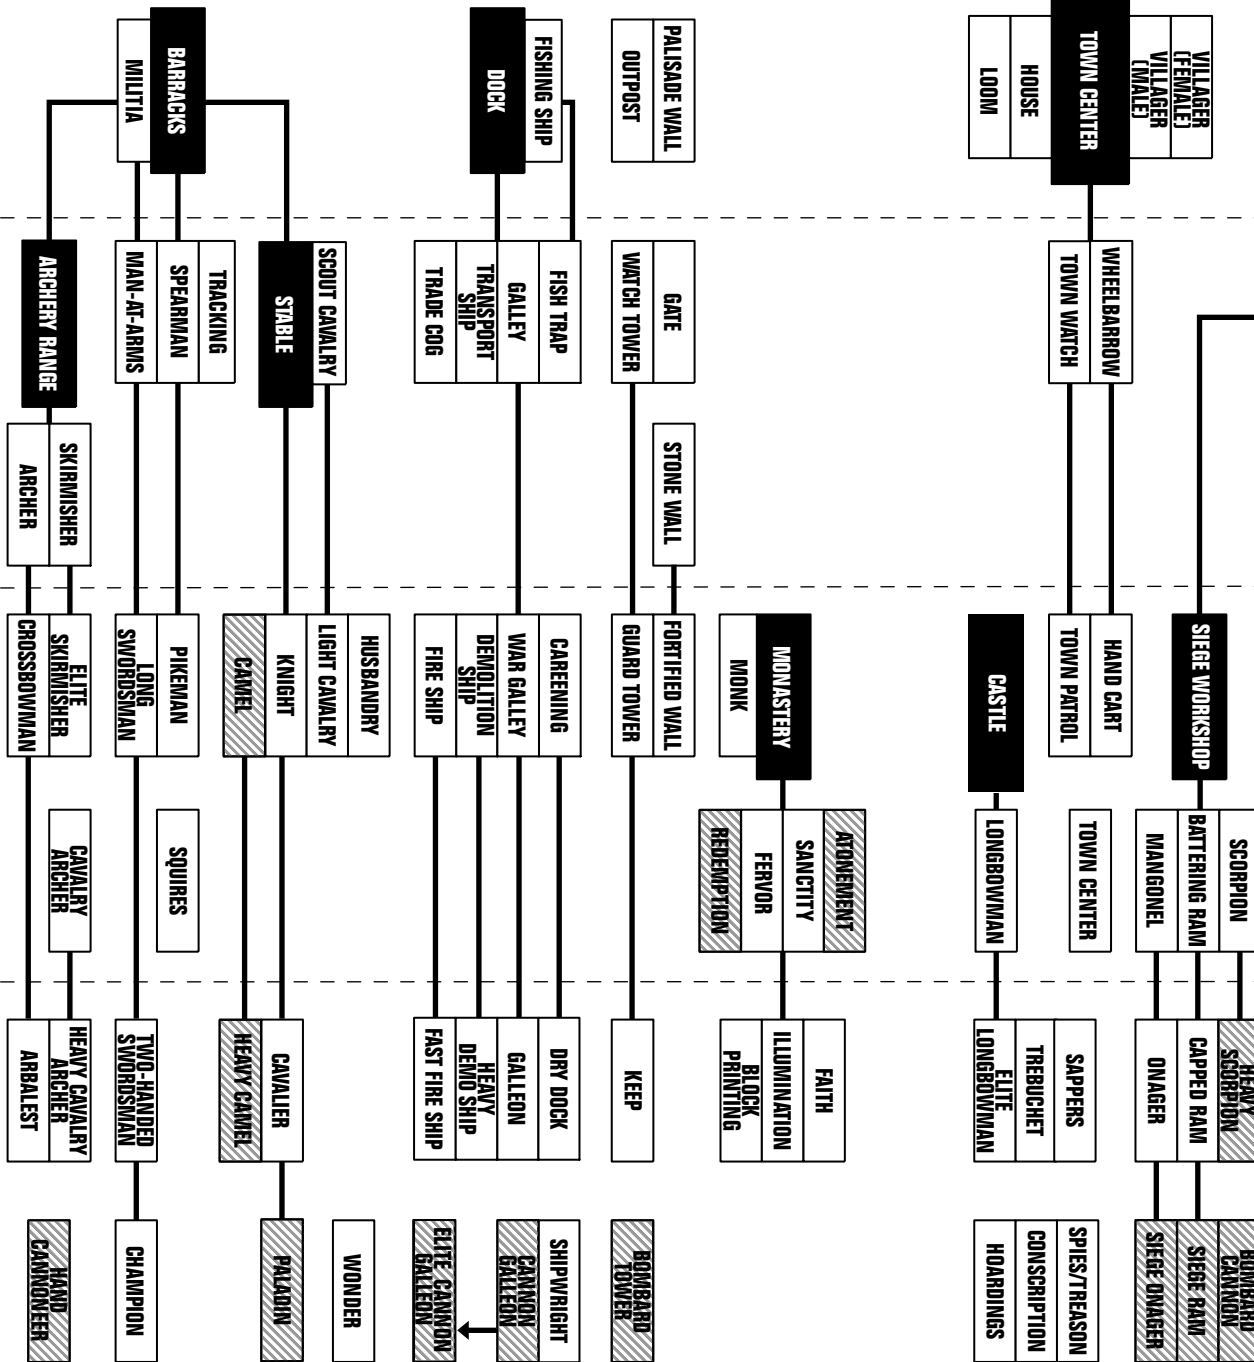 BARRACKS
MILITIA
DOCK
FISHING SHIP
PALISADE WALL
OUTPOST
VILLAGER
(FEMALE)
VILLAGER
(MALE)
TOWN CENTER
HOUSE
LOOM
ARCHERY RANGE
TRACKING
SPEARMAN
MAN-AT-ARMS
SCOUT CAVALRY
STABLE
FISH TRAP
GALLEY
TRANSPORT
SHIP
TRADE COG
GATE
WATCH TOWER
WHEELBARROW
TOWN WATCH
SKIRMISHER
ARCHER
STONE WALL
ELITE
SKIRMISHER
CROSSBOWMAN
PIKEMAN
LONG
SWORDSMAN
HUSBANDRY
LIGHT CAVALRY
KNIGHT
CAMEL
CAREENING
WAR GALLEY
DEMOLITION
SHIP
FIRE SHIP
FORTIFIED WALL
GUARD TOWER
MONASTERY
MONK
CASTLE
HAND CART
TOWN PATROL
SIEGE WORKSHOP
CAVALRY
ARCHER
SQUIRES
ATONEMENT
SANCTITY
FERVOR
REDEMPTION
LONGBOWMAN
TOWN CENTER
SCORPION
BATTERING RAM
MANGONEL
HEAVY CAVALRY
ARCHER
ARBALEST
TWO-HANDED
SWORDSMAN
CAVALIER
HEAVY CAMEL
DRY DOCK
GALLEON
HEAVY
DEMO SHIP
FAST FIRE SHIP
KEEP
FAITH
ILLUMINATION
BLOCK
PRINTING
SAPPERS
TREBUCHET
ELITE
LONGBOWMAN
HEAVY
SCORPION
CAPPED RAM
ONAGER
HAND
CANNONEER
CHAMPION
PALADIN
WONDER
SHIPWRIGHT
CANNON
GALLEON
ELITE CANNON
GALLEON
BOMBARD
TOWER
SPIES/TREASON
CONSCRIPTION
HOARDINGS
BOMBARD
CANNON
SIEGE RAM
SIEGE ONAGER